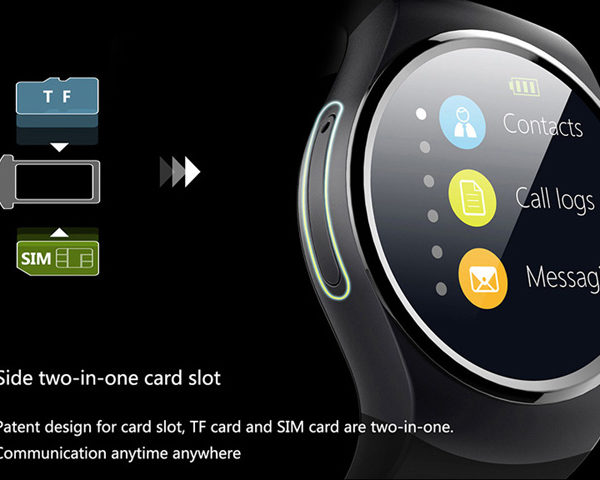 T F
SIM
Contacts
Call logs
Messagi
Side two-in-one card slot
Patent design for card slot, TF card and SIM card are two-in-one.
Communication anytime anywhere